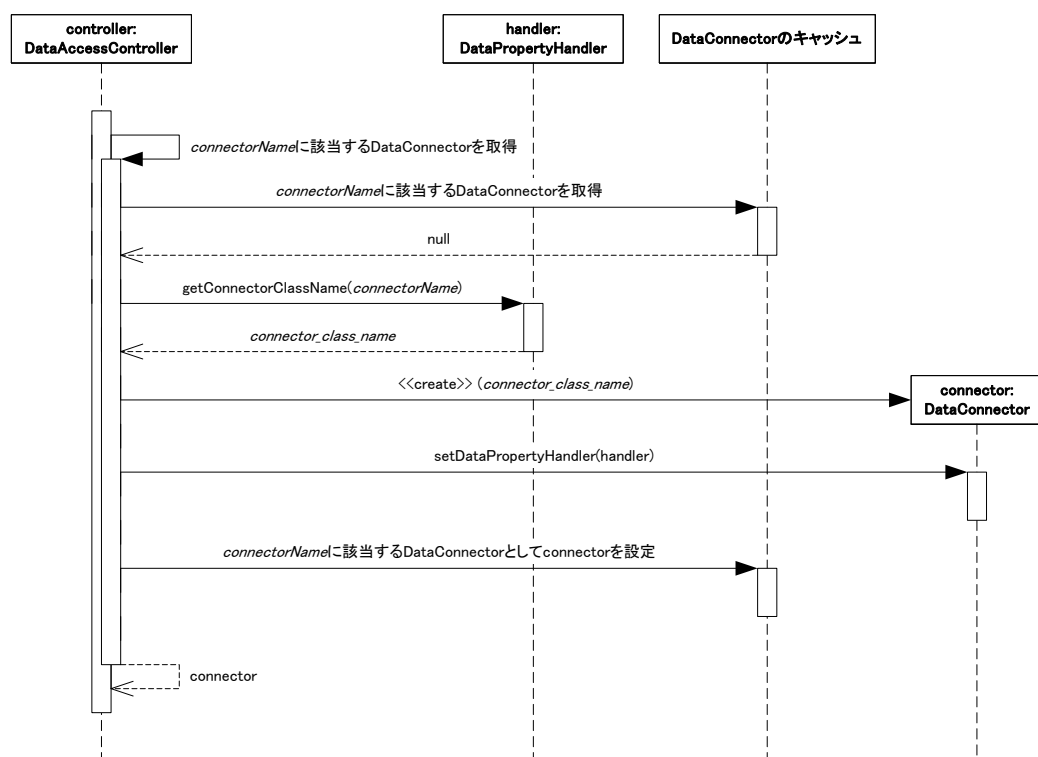 controller:
DataAccessController
handler:
DataPropertyHandler
DataConnectorのキャッシュ
connectorNameに該当するDataConnectorを取得
connectorNameに該当するDataConnectorを取得
null
getConnectorClassName(connectorName)
connector_class_name
<<create>> (connector_class_name)
connector:
DataConnector
setDataPropertyHandler(handler)
connectorNameに該当するDataConnectorとしてconnectorを設定
connector